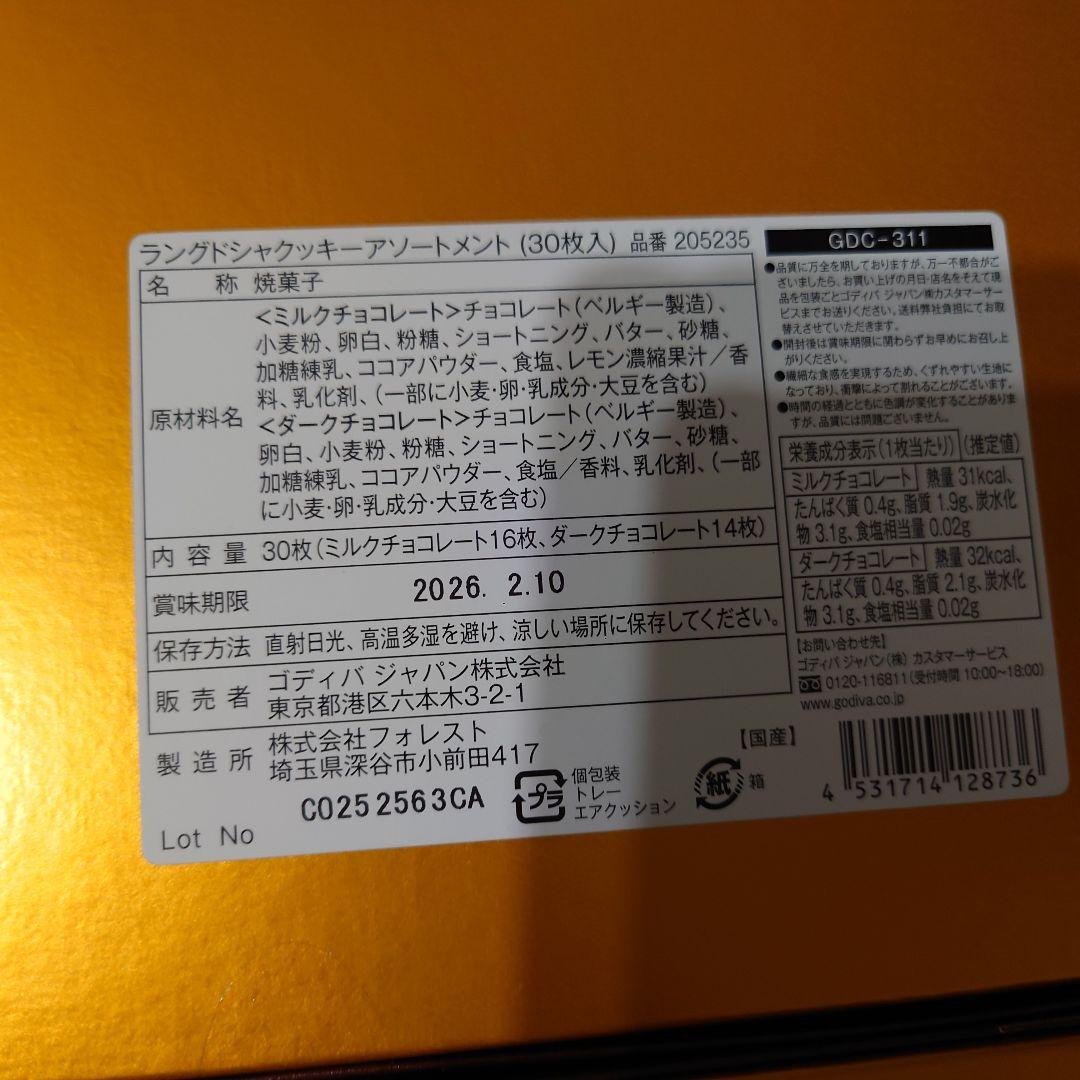 ラングドシャクッキーアソートメント (30枚入) 品番 205235
名 称 焼菓子
原材料名
<ミルクチョコレート>チョコレート(ベルギー製造)、
小麦粉、卵白、粉糖、ショートニング、バター、砂糖、
加糖練乳、ココアパウダー、食塩、レモン濃縮果汁/香
料、乳化剤、(一部に小麦・卵・乳成分・大豆を含む)
<ダークチョコレート>チョコレート(ベルギー製造)、
卵白、小麦粉、粉糖、ショートニング、バター、砂糖、
加糖練乳、ココアパウダー、食塩/香料、乳化剤、(一部
に小麦・卵・乳成分・大豆を含む)
内容量 30枚(ミルクチョコレート16枚、ダークチョコレート14枚)
賞味期限 2026. 2.10
保存方法 直射日光、高温多湿を避け、涼しい場所に保存してください。
販売者 ゴディバ ジャパン株式会社
東京都港区六本木3-2-1
製造所 株式会社フォレスト 【国産】
埼玉県深谷市小前田417
C0252563CA
Lot No
プラ 個包装
トレー
エアクッション
紙 箱
GDC-311
●品質に万全を期しておりますが、万一不都合がご
ざいましたら、お買い上げの月日・店名をそえて現
品を包装ごとゴディバ ジャパン㈱カスタマーサー
ビスまでお送りください。送料弊社負担にてお取
替えさせていただきます。
●開封後は賞味期限に関わらずお早めにお召し上
がりください。
●繊細な食感を実現するため、くずれやすい生地に
なっており、衝撃によって割れることがございます。
●時間の経過とともに色調が変化することがありま
すが、品質には問題ございません。
栄養成分表示(1枚当たり)(推定値)
ミルクチョコレート 熱量 31kcal、
たんぱく質 0.4g、脂質 1.9g、炭水化
物 3.1g、食塩相当量 0.02g
ダークチョコレート 熱量 32kcal、
たんぱく質 0.4g、脂質 2.1g、炭水化
物 3.1g、食塩相当量 0.02g
【お問い合わせ先】
ゴディバ ジャパン(株) カスタマーサービス
0120-116811(受付時間 10:00~18:00)
www.godiva.co.jp
4 531714 128736